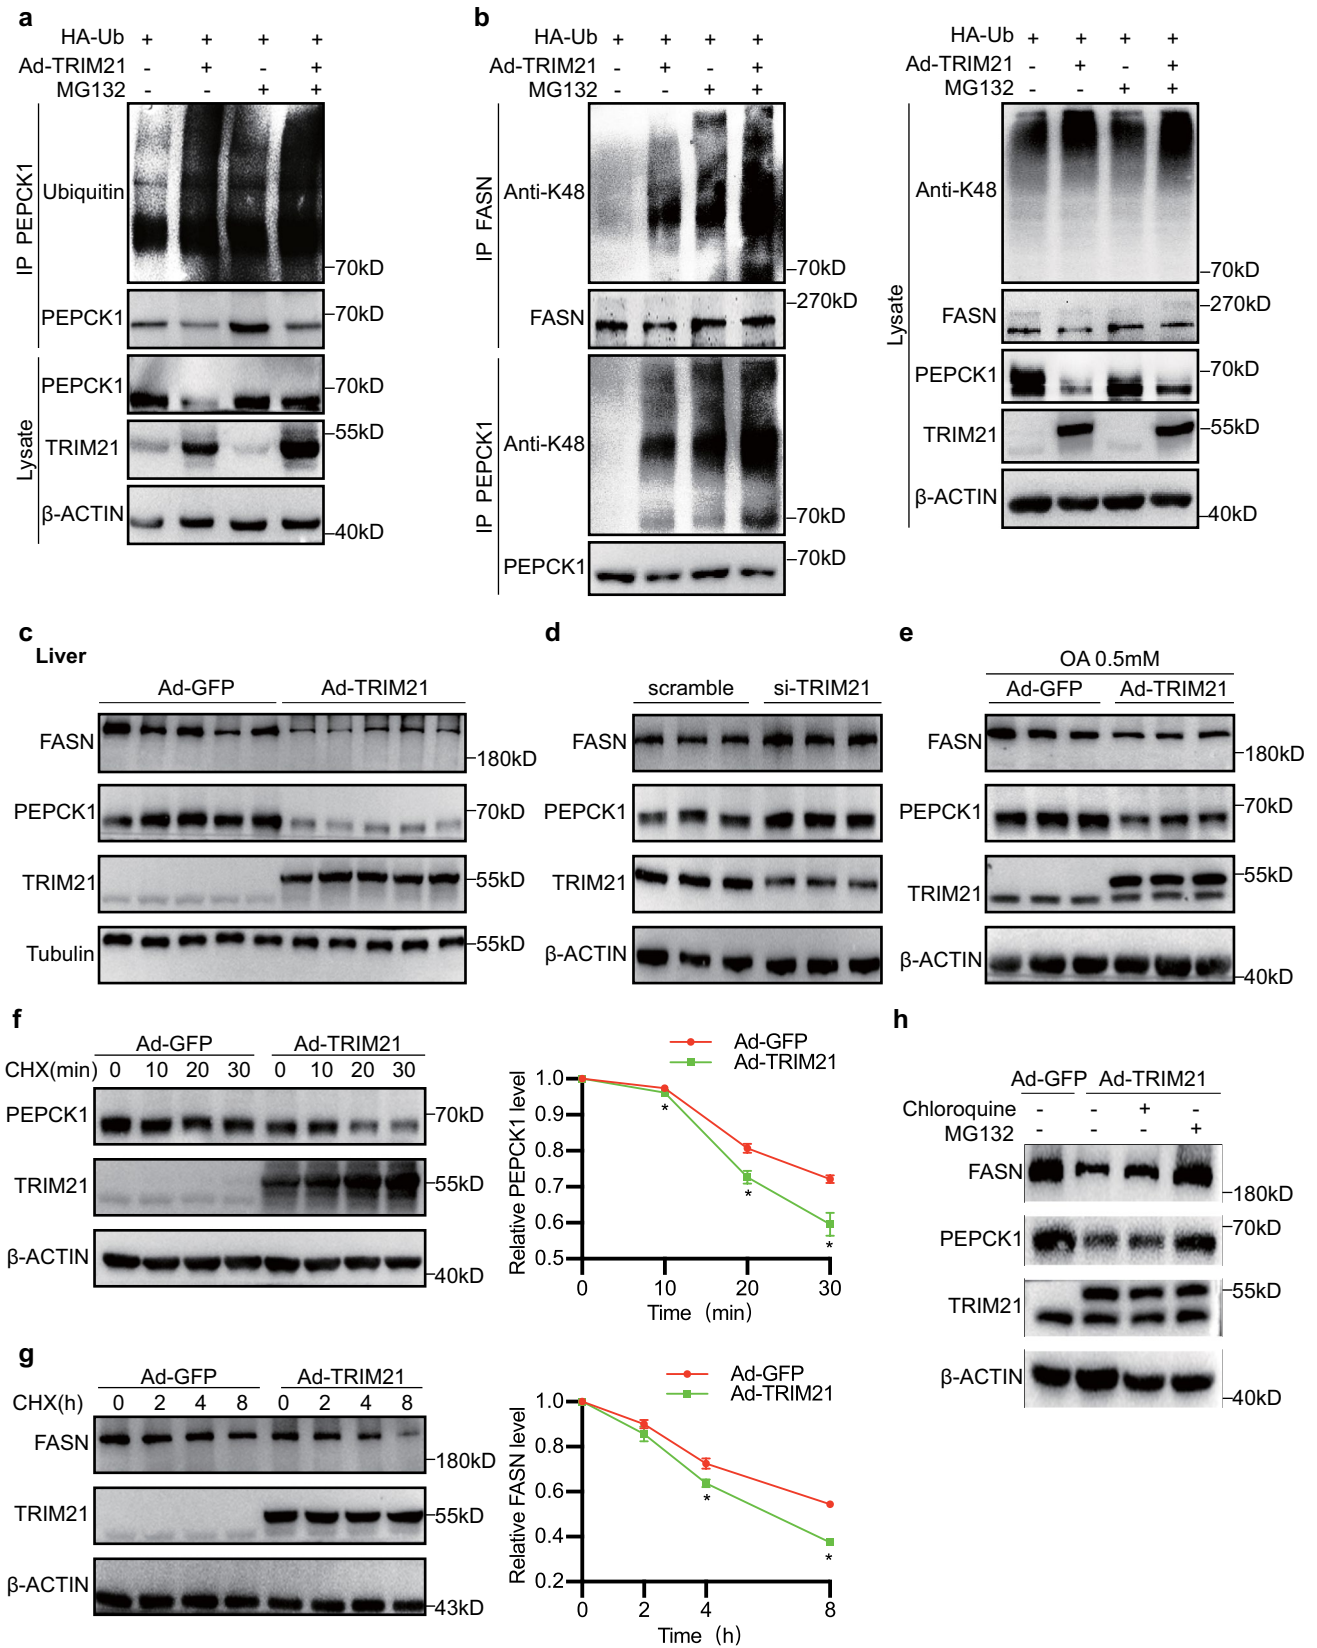 a
HA-Ub + + + +
Ad-TRIM21 - + - +
MG132 - - + +
IP PEPCK1
Ubiquitin
70kD
PEPCK1
70kD
Lysate
PEPCK1
70kD
TRIM21
55kD
β-ACTIN
40kD
b
HA-Ub + + + +
Ad-TRIM21 - + - +
MG132 - - + +
IP FASN
Anti-K48
70kD
FASN
270kD
IP PEPCK1
Anti-K48
70kD
PEPCK1
70kD
HA-Ub + + + +
Ad-TRIM21 - + - +
MG132 - - + +
Lysate
Anti-K48
70kD
FASN
270kD
PEPCK1
70kD
TRIM21
55kD
β-ACTIN
40kD
c
Liver
Ad-GFP Ad-TRIM21
FASN
180kD
PEPCK1
70kD
TRIM21
55kD
Tubulin
55kD
d
scramble si-TRIM21
FASN
PEPCK1
TRIM21
β-ACTIN
e
OA 0.5mM
Ad-GFP Ad-TRIM21
FASN
180kD
PEPCK1
70kD
TRIM21
55kD
β-ACTIN
40kD
f
Ad-GFP Ad-TRIM21
CHX(min) 0 10 20 30 0 10 20 30
PEPCK1
70kD
TRIM21
55kD
β-ACTIN
40kD
Ad-GFP
Ad-TRIM21
Relative PEPCK1 level
1.0
0.9
0.8
0.7
0.6
0.5
* * *
0 10 20 30
Time (min)
g
Ad-GFP Ad-TRIM21
CHX(h) 0 2 4 8 0 2 4 8
FASN
180kD
TRIM21
55kD
β-ACTIN
43kD
Ad-GFP
Ad-TRIM21
Relative FASN level
1.0
0.8
0.6
0.4
0.2
* *
0 2 4 8
Time (h)
h
Ad-GFP Ad-TRIM21
Chloroquine - - + -
MG132 - - - +
FASN
180kD
PEPCK1
70kD
TRIM21
55kD
β-ACTIN
40kD